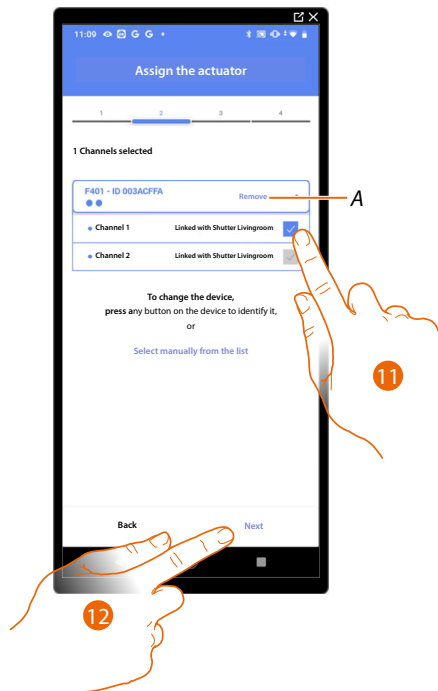 11:09 G G
Assign the actuator
1 2 3 4
1 Channels selected
F401 - ID 003ACFFA
Remove
A
Channel 1 Linked with Shutter Livingroom
Channel 2 Linked with Shutter Livingroom
To change the device,
press any button on the device to identify it,
or
Select manually from the list
11
Back Next
12